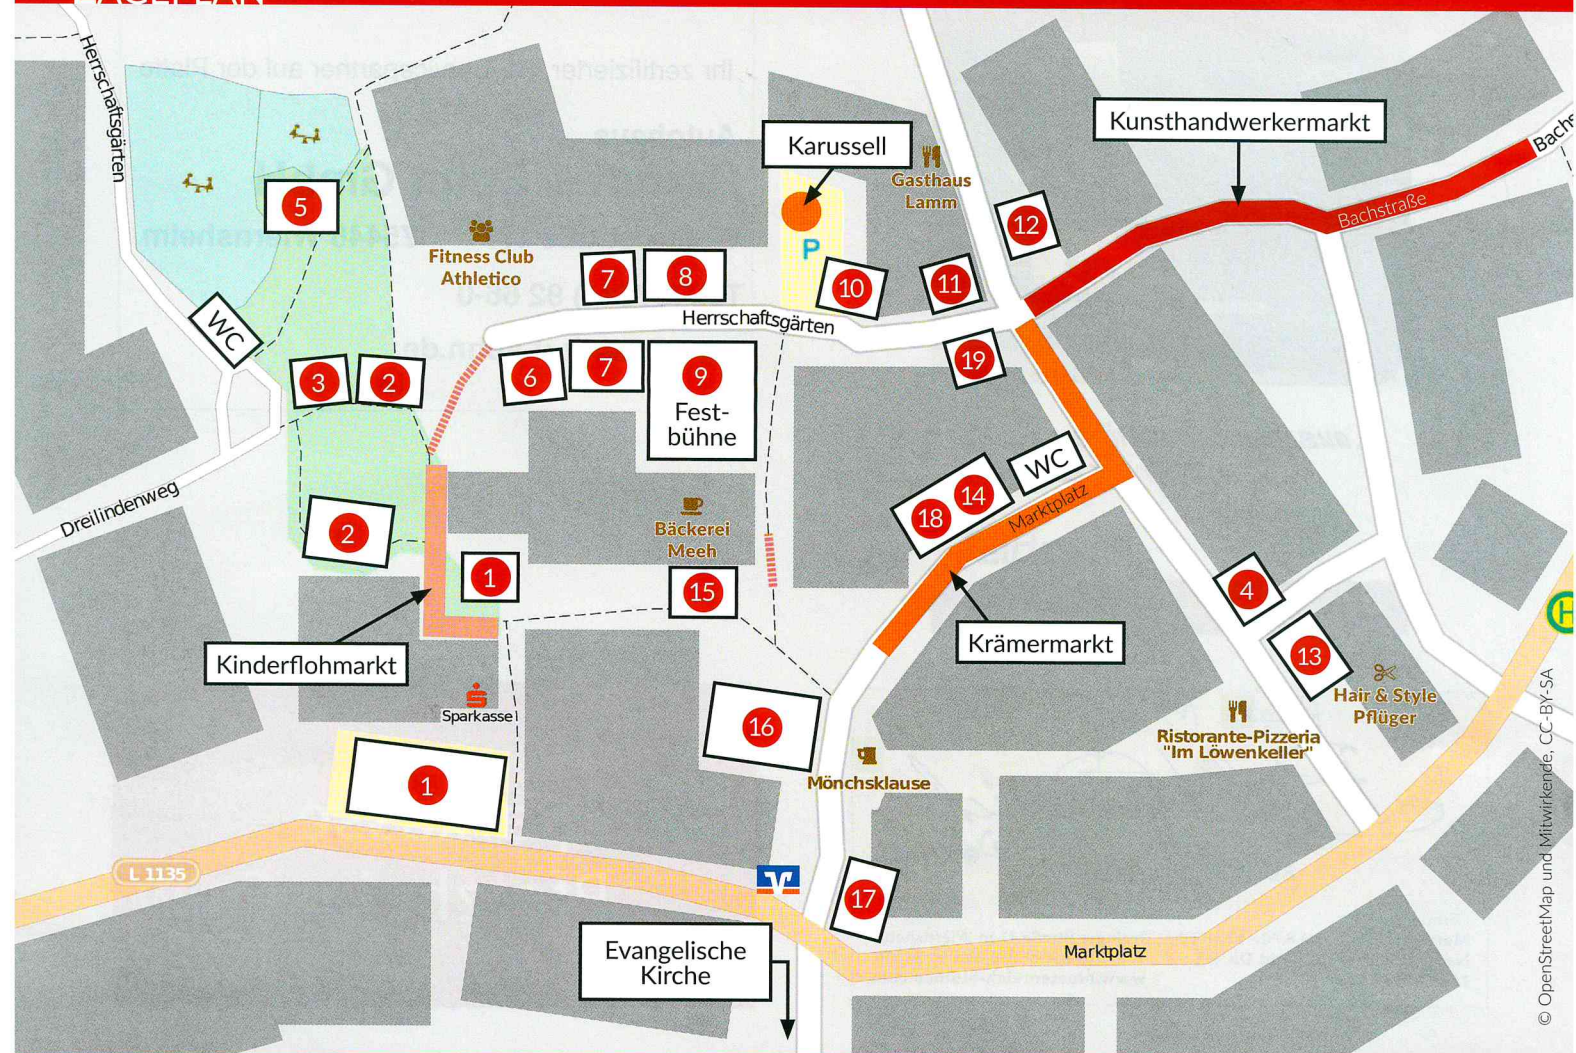 LAGEPLAN
Herrschaftsgärten
5
WC
Fitness Club
Athletico
7
8
Karussell
P
10
Gasthaus
Lamm
11
12
Kunsthandwerkermarkt
Bachstraße
Herrschaftsgärten
3
2
6
7
9
Fest-
bühne
19
Dreilindenweg
2
1
Bäckerei
Meeh
15
18
14
WC
Marktplatz
Krämermarkt
4
13
H
Kinderflohmarkt
Sparkasse
1
16
Mönchsklause
Ristorante-Pizzeria
"Im Löwenkeller"
Hair & Style
Pflüger
L 1135
17
Evangelische
Kirche
Marktplatz
© OpenStreetMap und Mitwirkende, CC-BY-SA